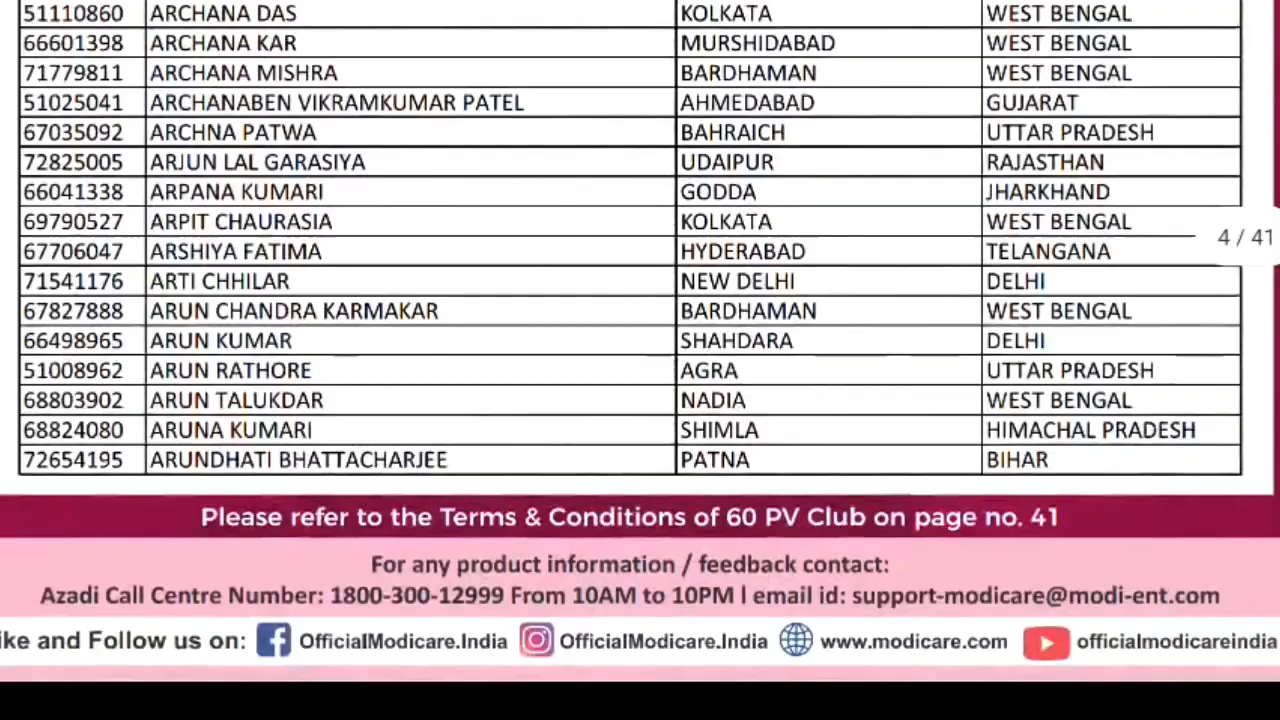 51110860 ARCHANA DAS KOLKATA WEST BENGAL
66601398 ARCHANA KAR MURSHIDABAD WEST BENGAL
71779811 ARCHANA MISHRA BARDHAMAN WEST BENGAL
51025041 ARCHANABEN VIKRAMKUMAR PATEL AHMEDABAD GUJARAT
67035092 ARCHNA PATWA BAHRAICH UTTAR PRADESH
72825005 ARJUN LAL GARASIYA UDAIPUR RAJASTHAN
66041338 ARPANA KUMARI GODDA JHARKHAND
69790527 ARPIT CHAURASIA KOLKATA WEST BENGAL
4 / 41
67706047 ARSHIYA FATIMA HYDERABAD TELANGANA
71541176 ARTI CHHILAR NEW DELHI DELHI
67827888 ARUN CHANDRA KARMAKAR BARDHAMAN WEST BENGAL
66498965 ARUN KUMAR SHAHDARA DELHI
51008962 ARUN RATHORE AGRA UTTAR PRADESH
68803902 ARUN TALUKDAR NADIA WEST BENGAL
68824080 ARUNA KUMARI SHIMLA HIMACHAL PRADESH
72654195 ARUNDHATI BHATTACHARJEE PATNA BIHAR
Please refer to the Terms & Conditions of 60 PV Club on page no. 41
For any product information / feedback contact:
Azadi Call Centre Number: 1800-300-12999 From 10AM to 10PM l email id: support-modicare@modi-ent.com
ike and Follow us on: OfficialModicare.India OfficialModicare.India www.modicare.com officialmodicareindia